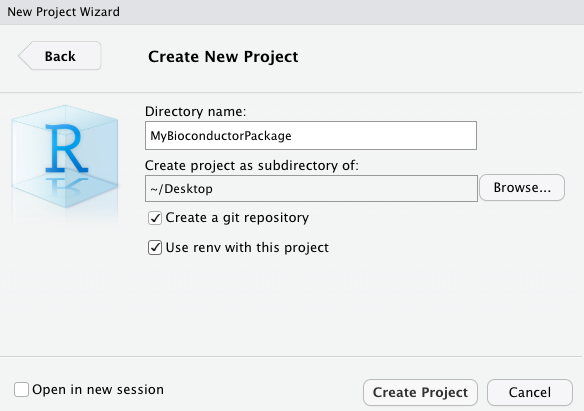 New Project Wizard
Back
Create New Project
R
Directory name:
MyBioconductorPackage
Create project as subdirectory of:
~/Desktop
Browse...
Create a git repository
Use renv with this project
Open in new session
Create Project
Cancel